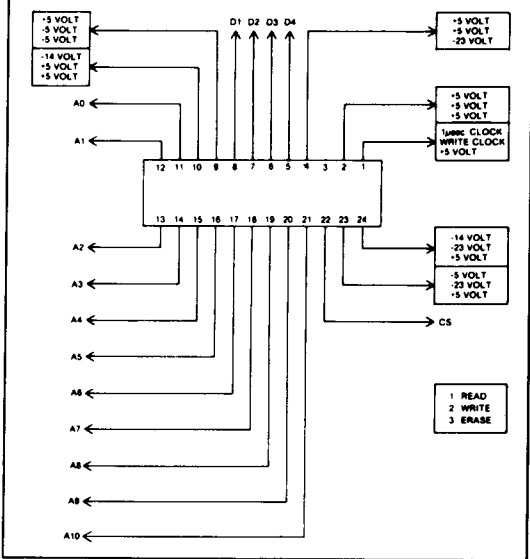 +5 VOLT
-5 VOLT
-5 VOLT
D1 D2 D3 D4
+5 VOLT
+5 VOLT
-23 VOLT
-14 VOLT
+5 VOLT
+5 VOLT
A0
A1
+5 VOLT
+5 VOLT
+5 VOLT
1µsec CLOCK
WRITE CLOCK
+5 VOLT
12 11 10 9 8 7 6 5 4 3 2 1
13 14 15 16 17 18 19 20 21 22 23 24
A2
A3
A4
A5
A6
A7
A8
A9
A10
-14 VOLT
-23 VOLT
+5 VOLT
-5 VOLT
-23 VOLT
+5 VOLT
CS
1 READ
2 WRITE
3 ERASE